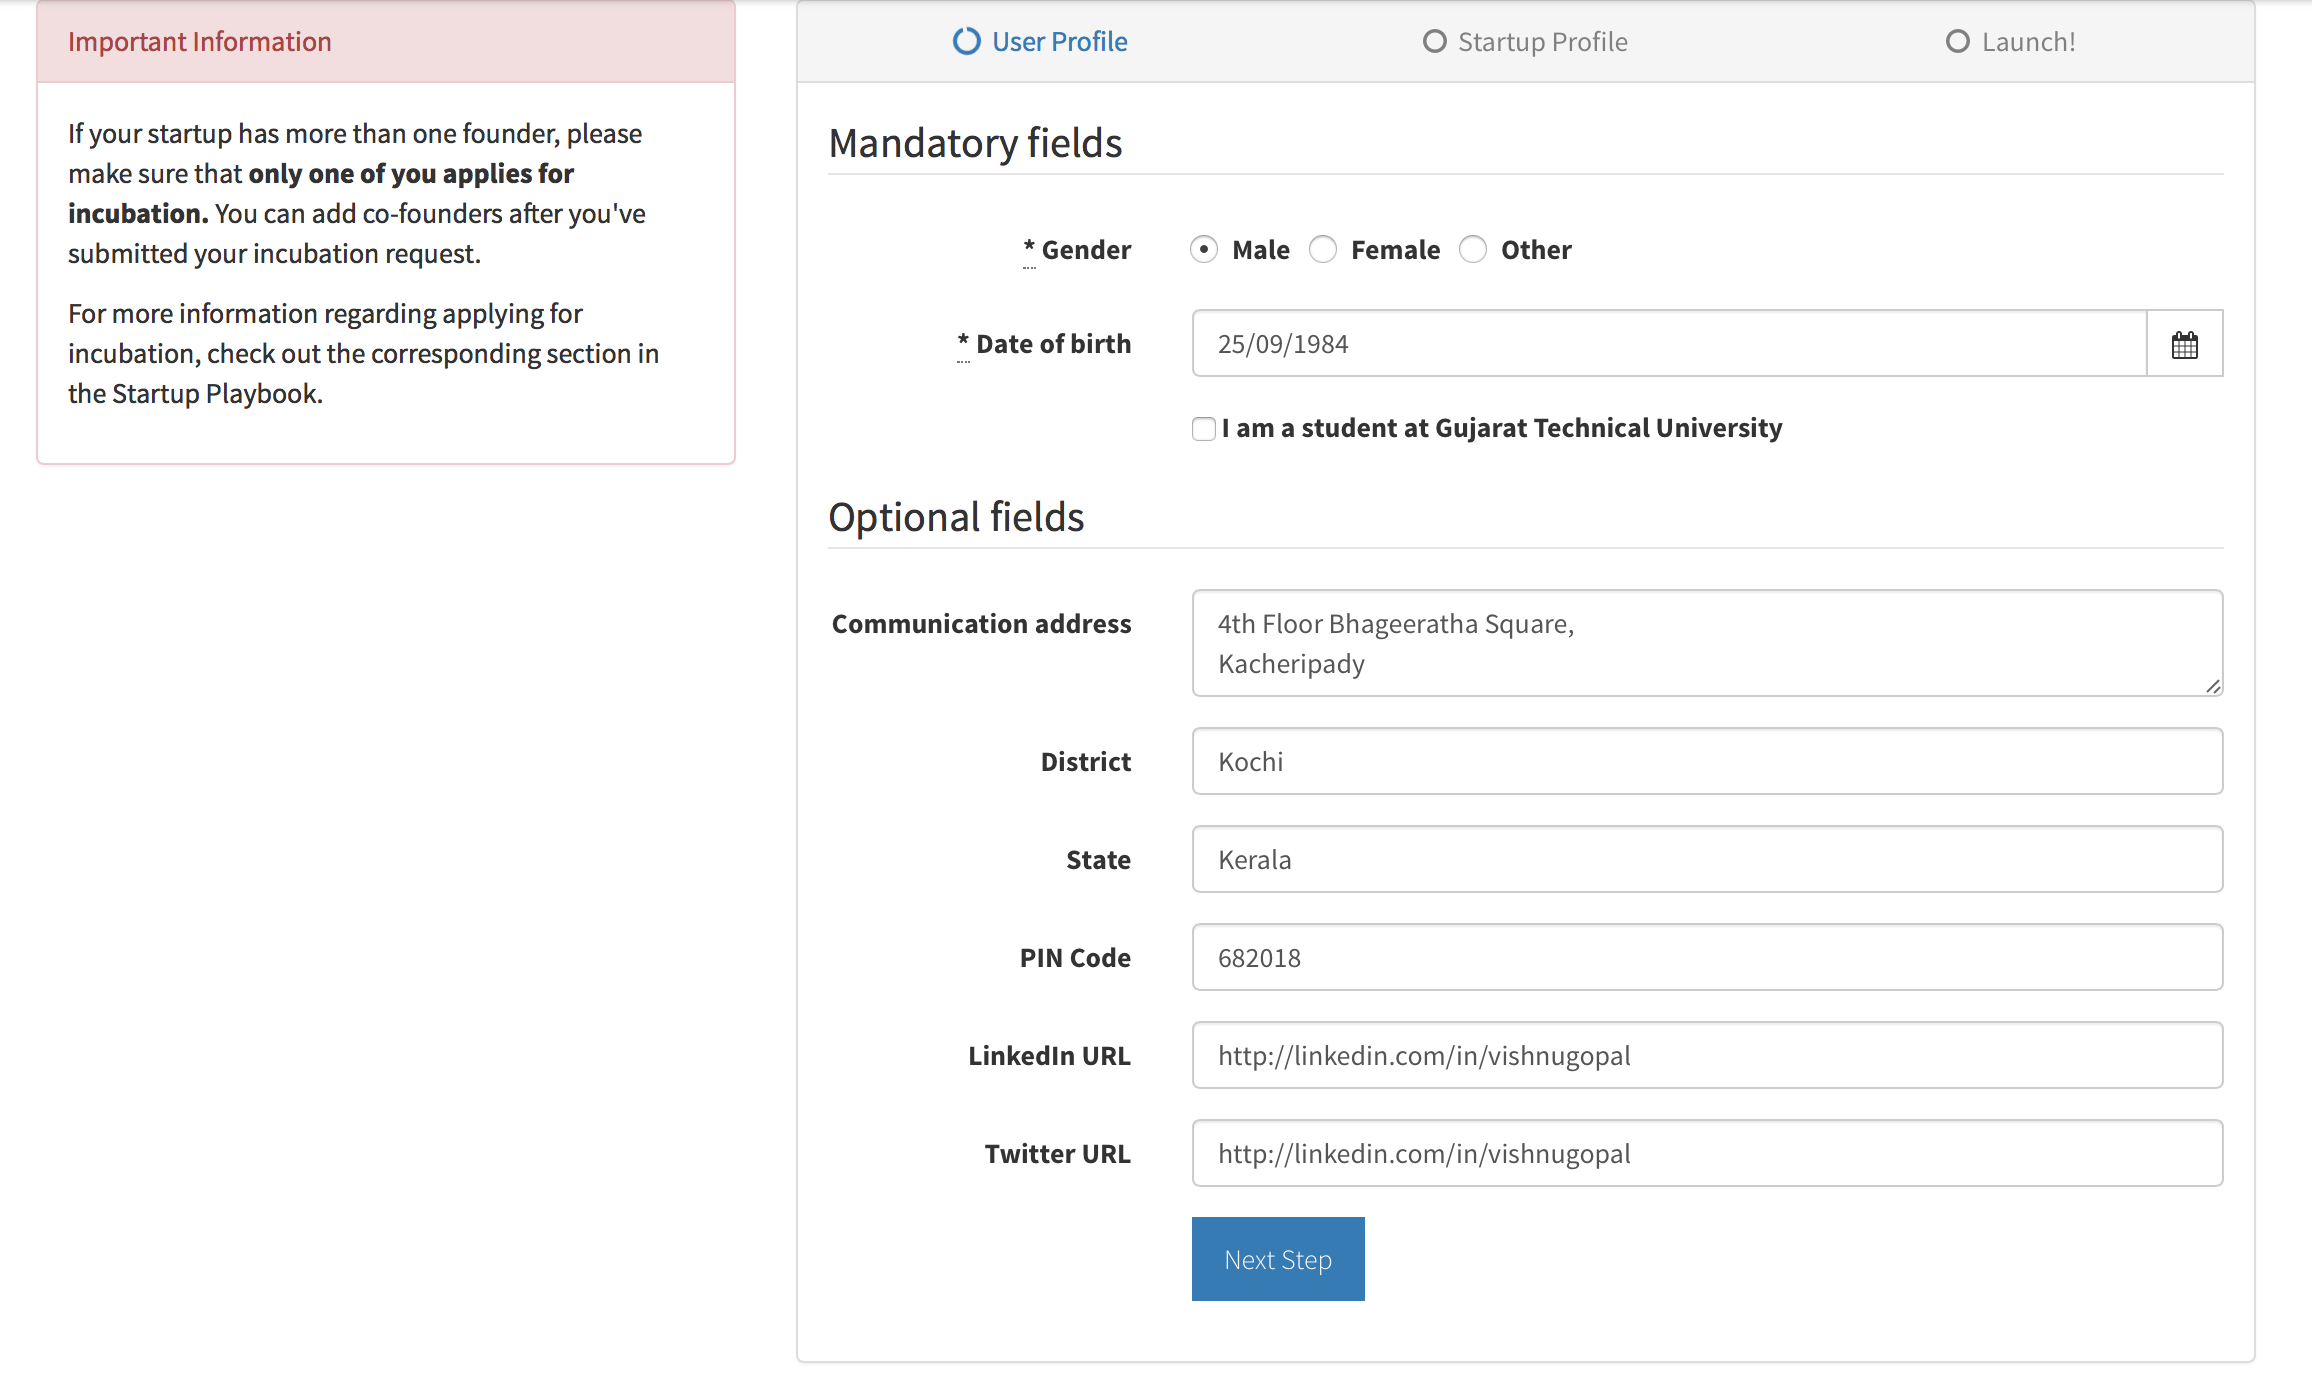 Important Information
If your startup has more than one founder, please
make sure that only one of you applies for
incubation. You can add co-founders after you've
submitted your incubation request.
For more information regarding applying for
incubation, check out the corresponding section in
the Startup Playbook.
User Profile
Startup Profile
Launch!
Mandatory fields
* Gender
Male
Female
Other
* Date of birth
25/09/1984
I am a student at Gujarat Technical University
Optional fields
Communication address
4th Floor Bhageeratha Square,
Kacheripady
District
Kochi
State
Kerala
PIN Code
682018
LinkedIn URL
http://linkedin.com/in/vishnugopal
Twitter URL
http://linkedin.com/in/vishnugopal
Next Step